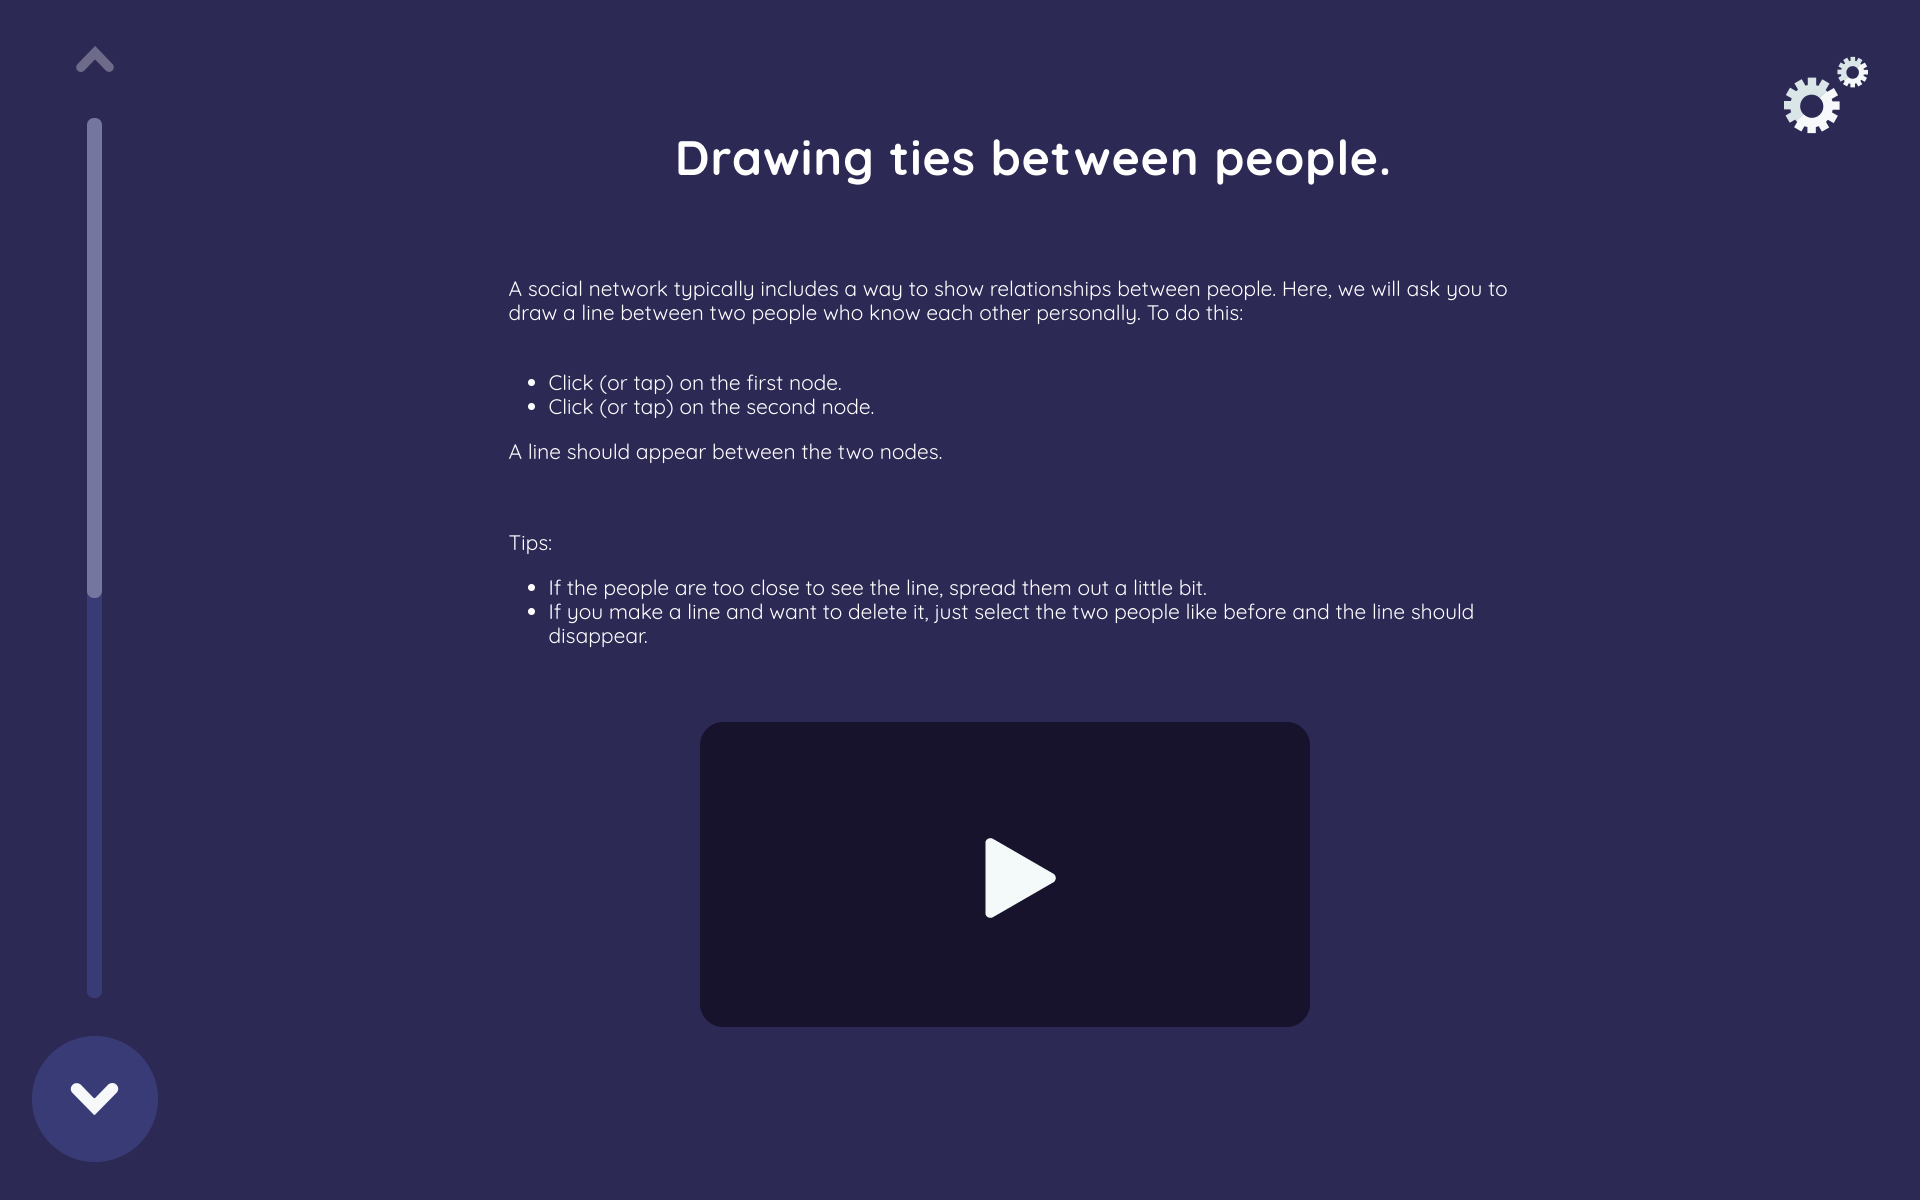 Drawing ties between people.
A social network typically includes a way to show relationships between people. Here, we will ask you to
draw a line between two people who know each other personally. To do this:
Click (or tap) on the first node.
Click (or tap) on the second node.
A line should appear between the two nodes.
Tips:
If the people are too close to see the line, spread them out a little bit.
If you make a line and want to delete it, just select the two people like before and the line should
disappear.